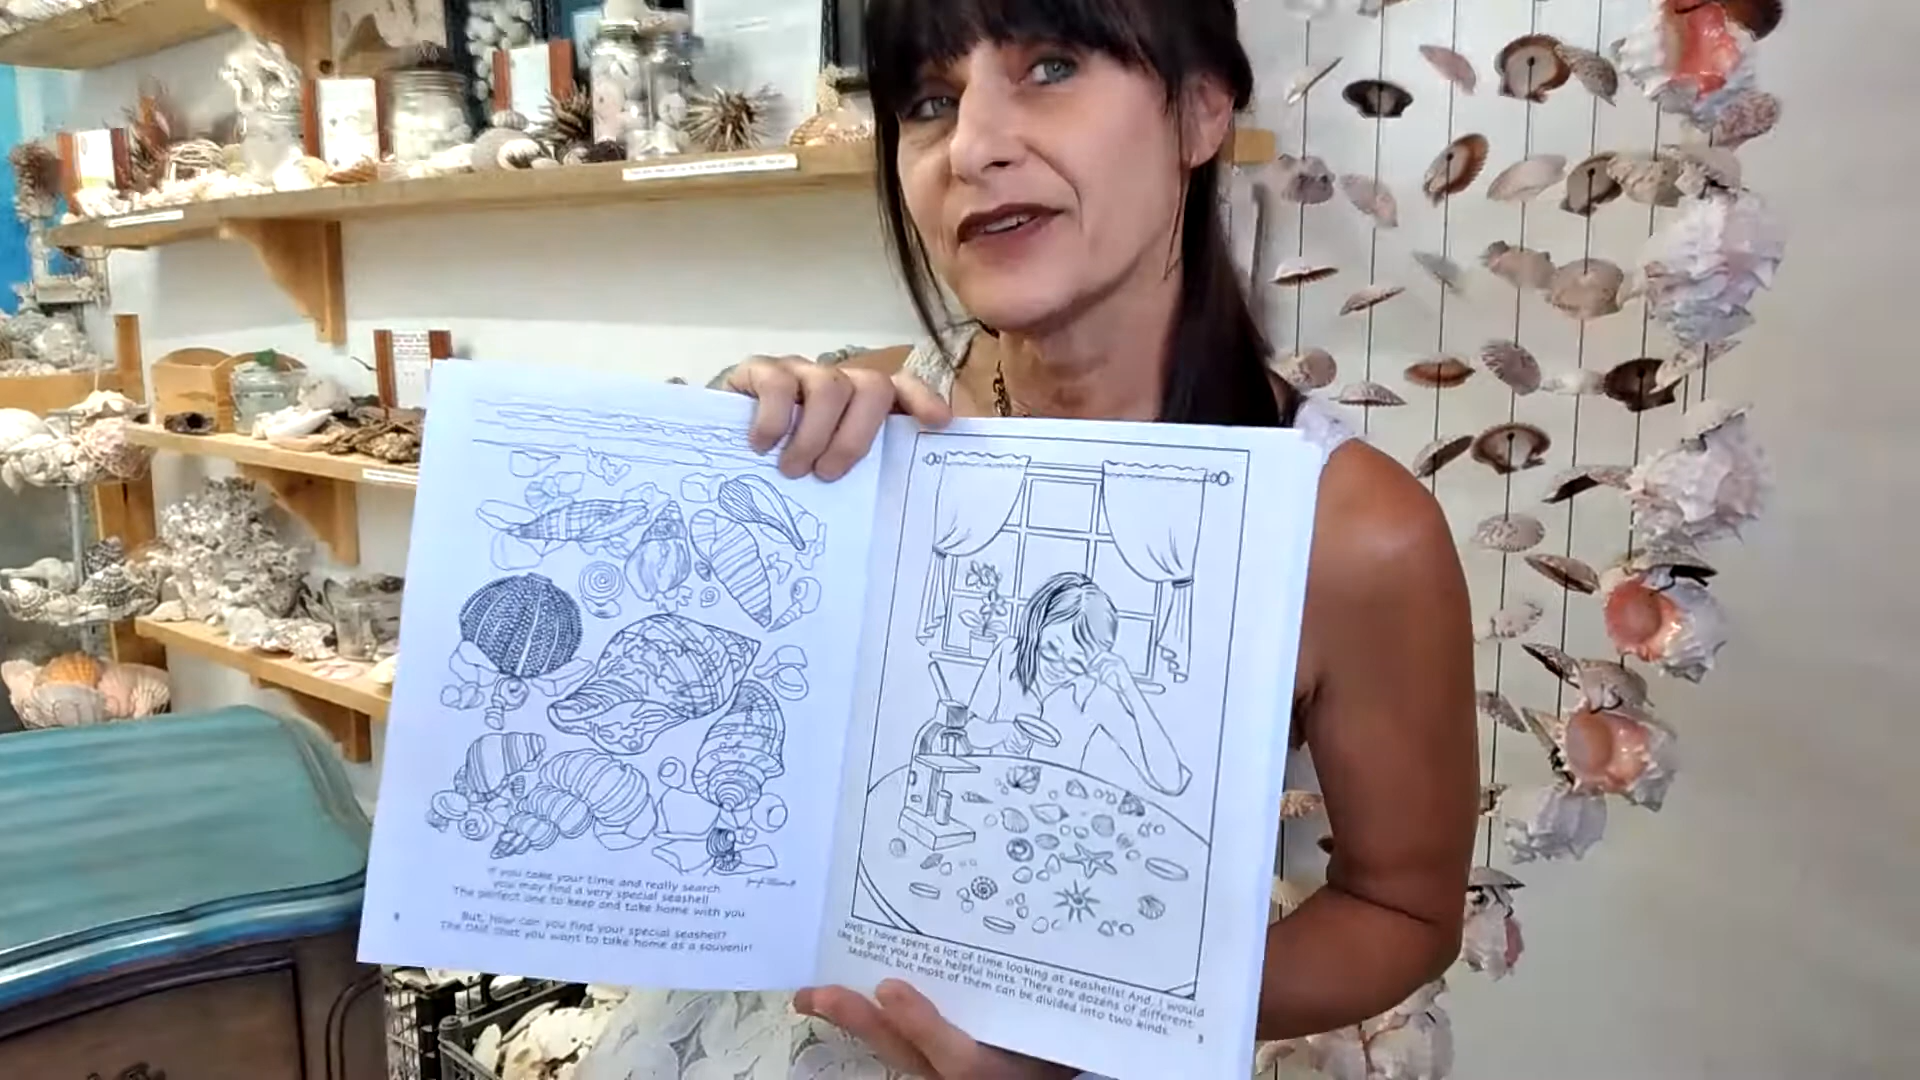 If you take your time and really search
you may find a very special seashell
The perfect one to keep and take home with you
But, how can you find your special seashell?
The ONE that you want to take home as a souvenir!
Well, I have spent a lot of time looking at seashells! And, I would
like to give you a few helpful hints. There are dozens of different
seashells, but most of them can be divided into two kinds.